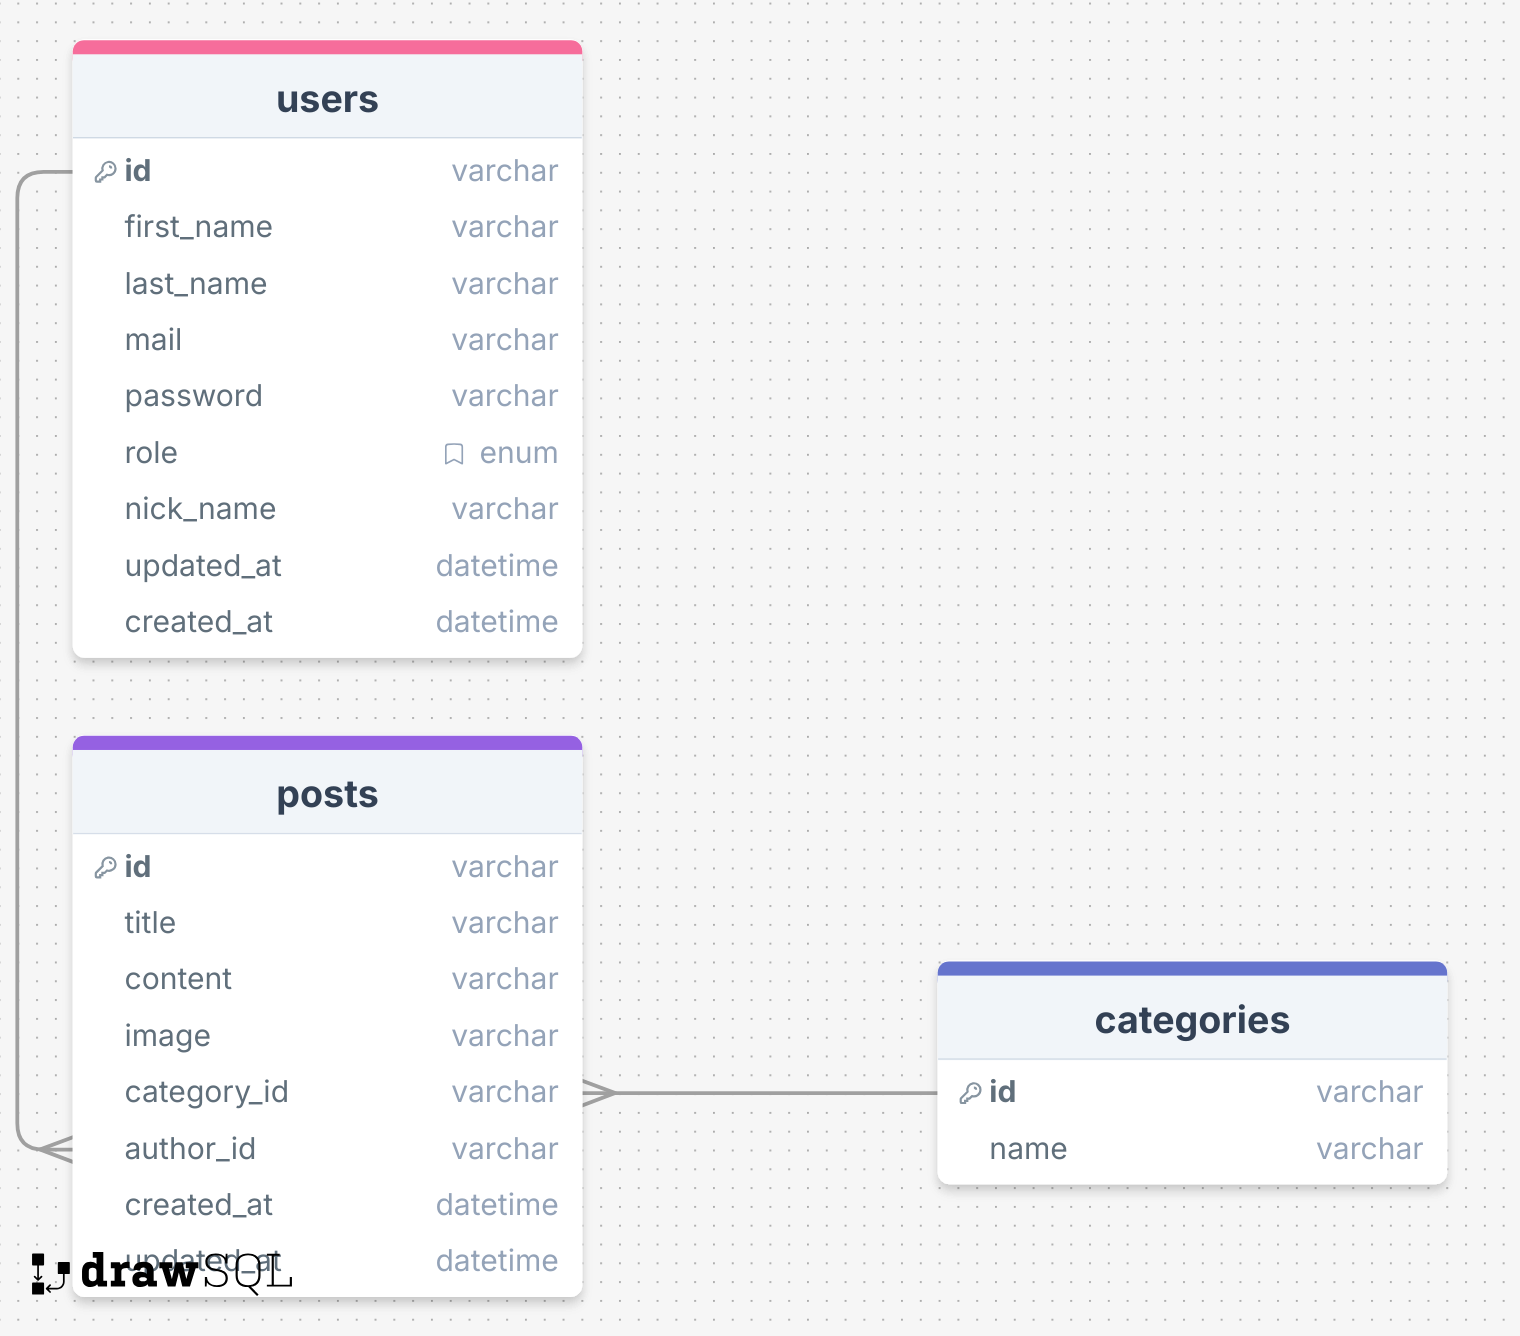 users
id varchar
first_name varchar
last_name varchar
mail varchar
password varchar
role enum
nick_name varchar
updated_at datetime
created_at datetime
posts
id varchar
title varchar
content varchar
image varchar
category_id varchar
author_id varchar
created_at datetime
updated_at datetime
categories
id varchar
name varchar
drawSQL